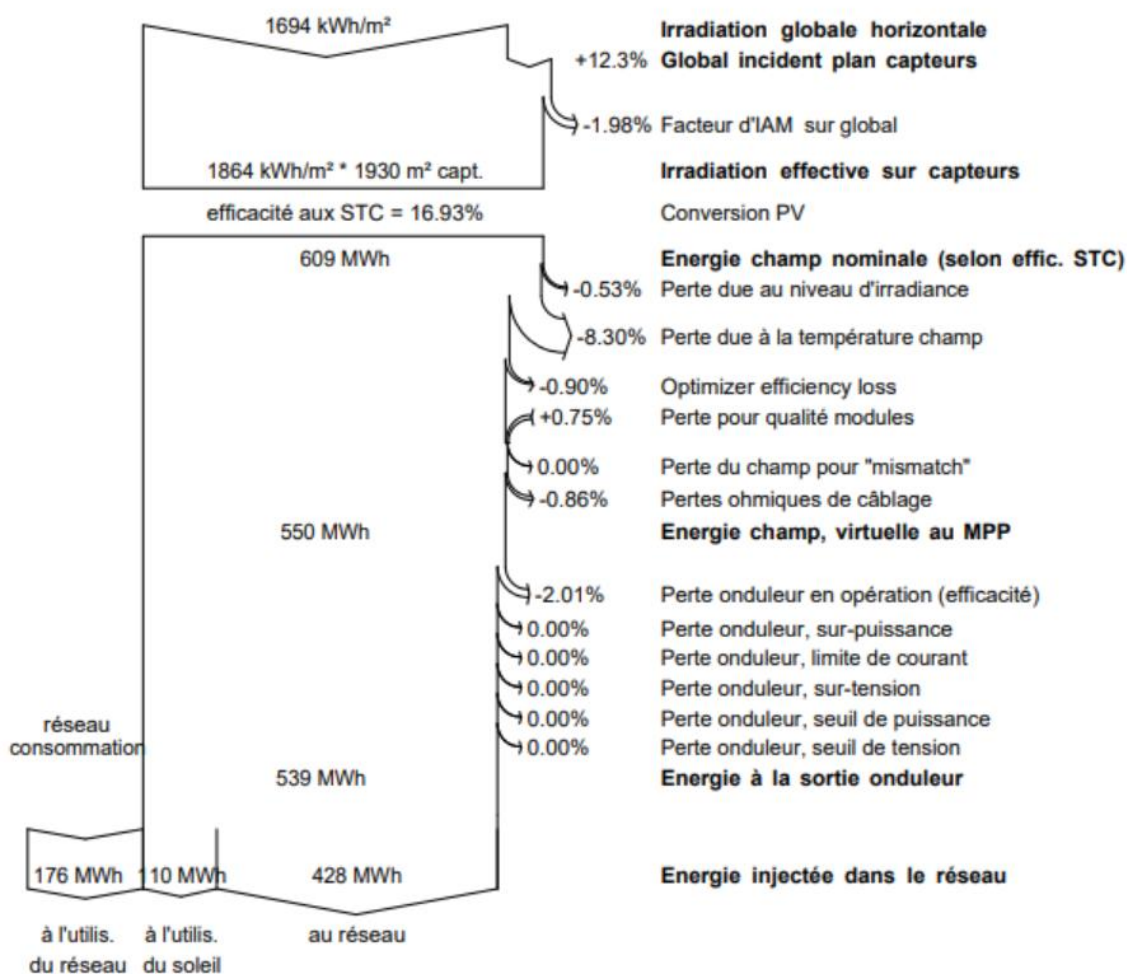 1694 kWh/m² Irradiation globale horizontale
+12.3% Global incident plan capteurs
-1.98% Facteur d'IAM sur global
1864 kWh/m² * 1930 m² capt. Irradiation effective sur capteurs
efficacité aux STC = 16.93% Conversion PV
609 MWh Energie champ nominale (selon effic. STC)
-0.53% Perte due au niveau d'irradiance
-8.30% Perte due à la température champ
-0.90% Optimizer efficiency loss
+0.75% Perte pour qualité modules
0.00% Perte du champ pour "mismatch"
-0.86% Pertes ohmiques de câblage
550 MWh Energie champ, virtuelle au MPP
-2.01% Perte onduleur en opération (efficacité)
0.00% Perte onduleur, sur-puissance
0.00% Perte onduleur, limite de courant
0.00% Perte onduleur, sur-tension
0.00% Perte onduleur, seuil de puissance
réseau
consommation
0.00% Perte onduleur, seuil de tension
539 MWh Energie à la sortie onduleur
176 MWh 110 MWh 428 MWh Energie injectée dans le réseau
à l'utilis. à l'utilis. au réseau
du réseau du soleil